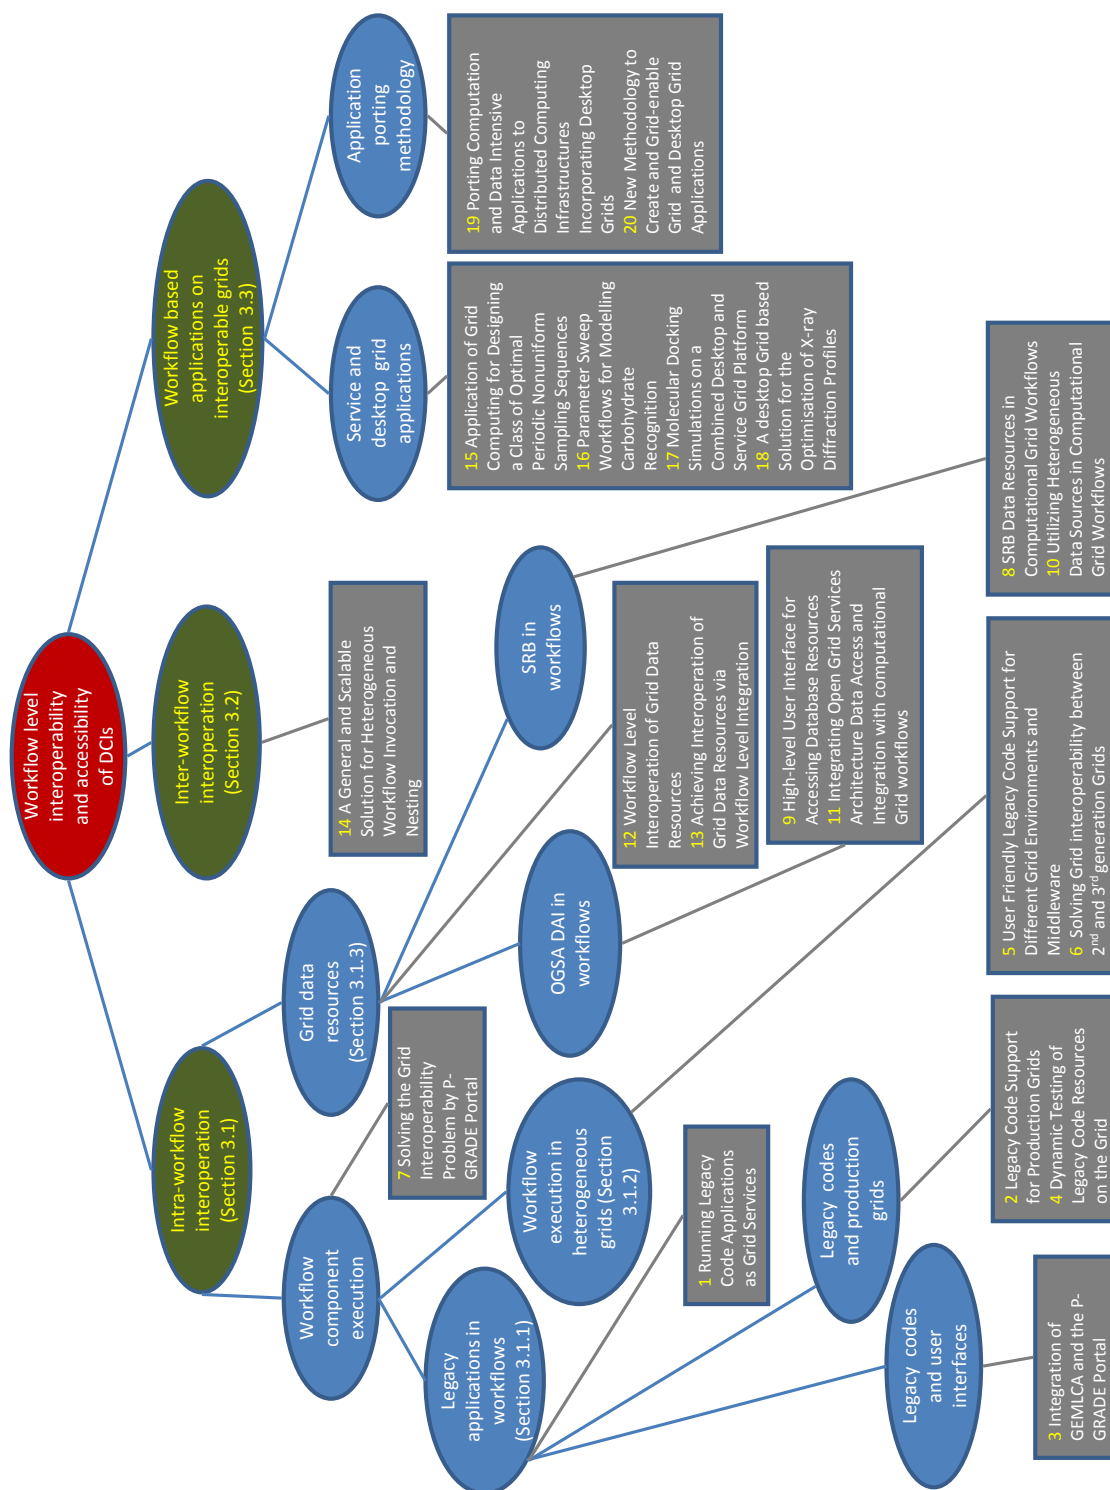 Workflow level
interoperability
and accessibility
of DCIs
Intra-workflow
interoperation
(Section 3.1)
Inter-workflow
interoperation
(Section 3.2)
Workflow based
applications on
interoperable grids
(Section 3.3)
Workflow
component
execution
Grid data
resources
(Section 3.1.3)
14 A General and Scalable
Solution for Heterogeneous
Workflow Invocation and
Nesting
Service and
desktop grid
applications
Application
porting
methodology
7 Solving the Grid
Interoperability
Problem by P-
GRADE Portal
Legacy
applications in
workflows
(Section 3.1.1)
Workflow
execution in
heterogeneous
grids (Section
3.1.2)
OGSA DAI in
workflows
SRB in
workflows
15 Application of Grid
Computing for Designing
a Class of Optimal
Periodic Nonuniform
Sampling Sequences
16 Parameter Sweep
Workflows for Modelling
Carbohydrate
Recognition
17 Molecular Docking
Simulations on a
Combined Desktop and
Service Grid Platform
18 A desktop Grid based
Solution for the
Optimisation of X-ray
Diffraction Profiles
19 Porting Computation
and Data Intensive
Applications to
Distributed Computing
Infrastructures
Incorporating Desktop
Grids
20 New Methodology to
Create and Grid-enable
Grid and Desktop Grid
Applications
12 Workflow Level
Interoperation of Grid Data
Resources
13 Achieving Interoperation of
Grid Data Resources via
Workflow Level Integration
1 Running Legacy
Code Applications
as Grid Services
9 High-level User Interface for
Accessing Database Resources
11 Integrating Open Grid Services
Architecture Data Access and
Integration with computational
Grid workflows
Legacy codes
and user
interfaces
Legacy codes
and production
grids
3 Integration of
GEMLCA and the P-
GRADE Portal
2 Legacy Code Support
for Production Grids
4 Dynamic Testing of
Legacy Code Resources
on the Grid
5 User Friendly Legacy Code Support for
Different Grid Environments and
Middleware
6 Solving Grid interoperability between
2nd and 3rd generation Grids
8 SRB Data Resources in
Computational Grid Workflows
10 Utilizing Heterogeneous
Data Sources in Computational
Grid Workflows